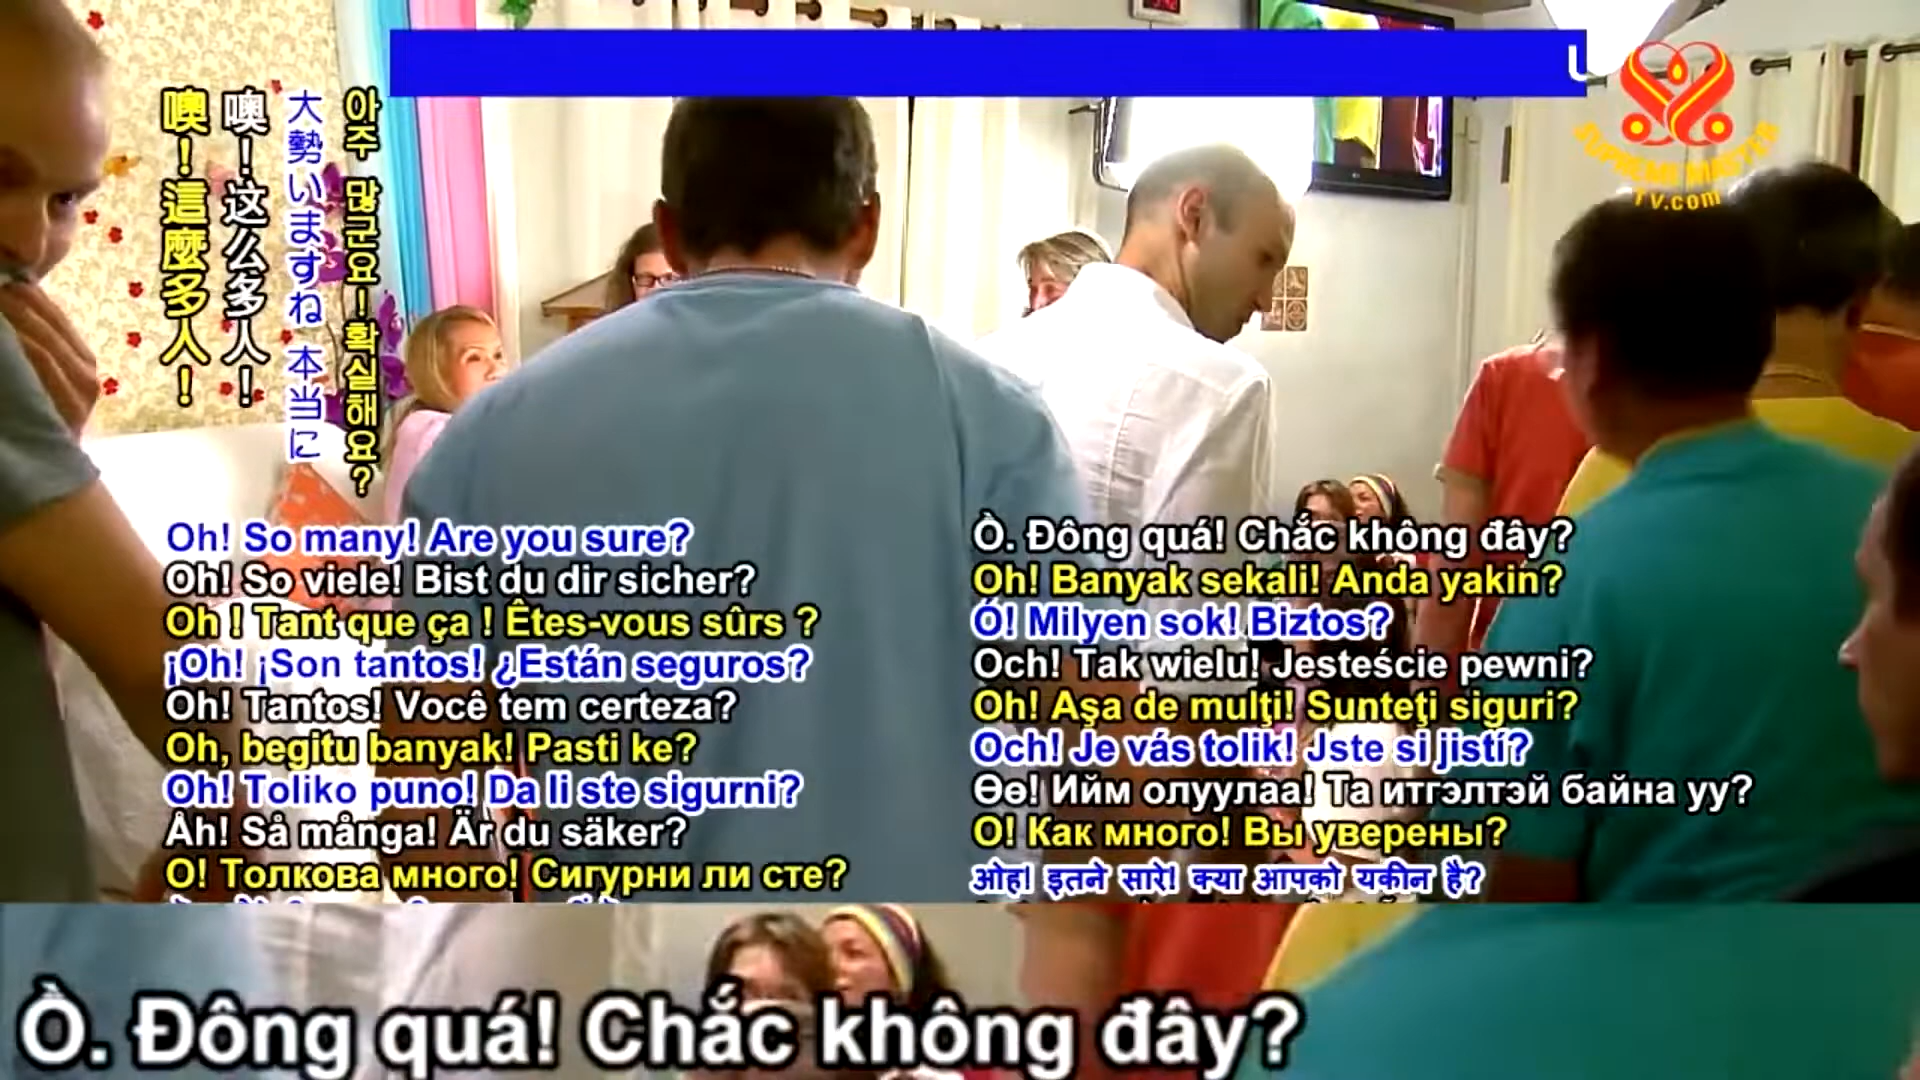 U
SUPREME MASTER
TV.com
아주 많군요! 확실해요?
大勢いますね 本当に
噢！这么多人！
噢！這麼多人！
Oh! So many! Are you sure?
Oh! So viele! Bist du dir sicher?
Oh ! Tant que ça ! Êtes-vous sûrs ?
¡Oh! ¡Son tantos! ¿Están seguros?
Oh! Tantos! Você tem certeza?
Oh, begitu banyak! Pasti ke?
Oh! Toliko puno! Da li ste sigurni?
Åh! Så många! Är du säker?
О! Толкова много! Сигурни ли сте?
Ồ. Đông quá! Chắc không đây?
Oh! Banyak sekali! Anda yakin?
Ó! Milyen sok! Biztos?
Och! Tak wielu! Jesteście pewni?
Oh! Aşa de mulţi! Sunteţi siguri?
Och! Je vás tolik! Jste si jistí?
Өө! Ийм олуулаа! Та итгэлтэй байна уу?
О! Как много! Вы уверены?
ओह! इतने सारे! क्या आपको यकीन है?
Ồ. Đông quá! Chắc không đây?